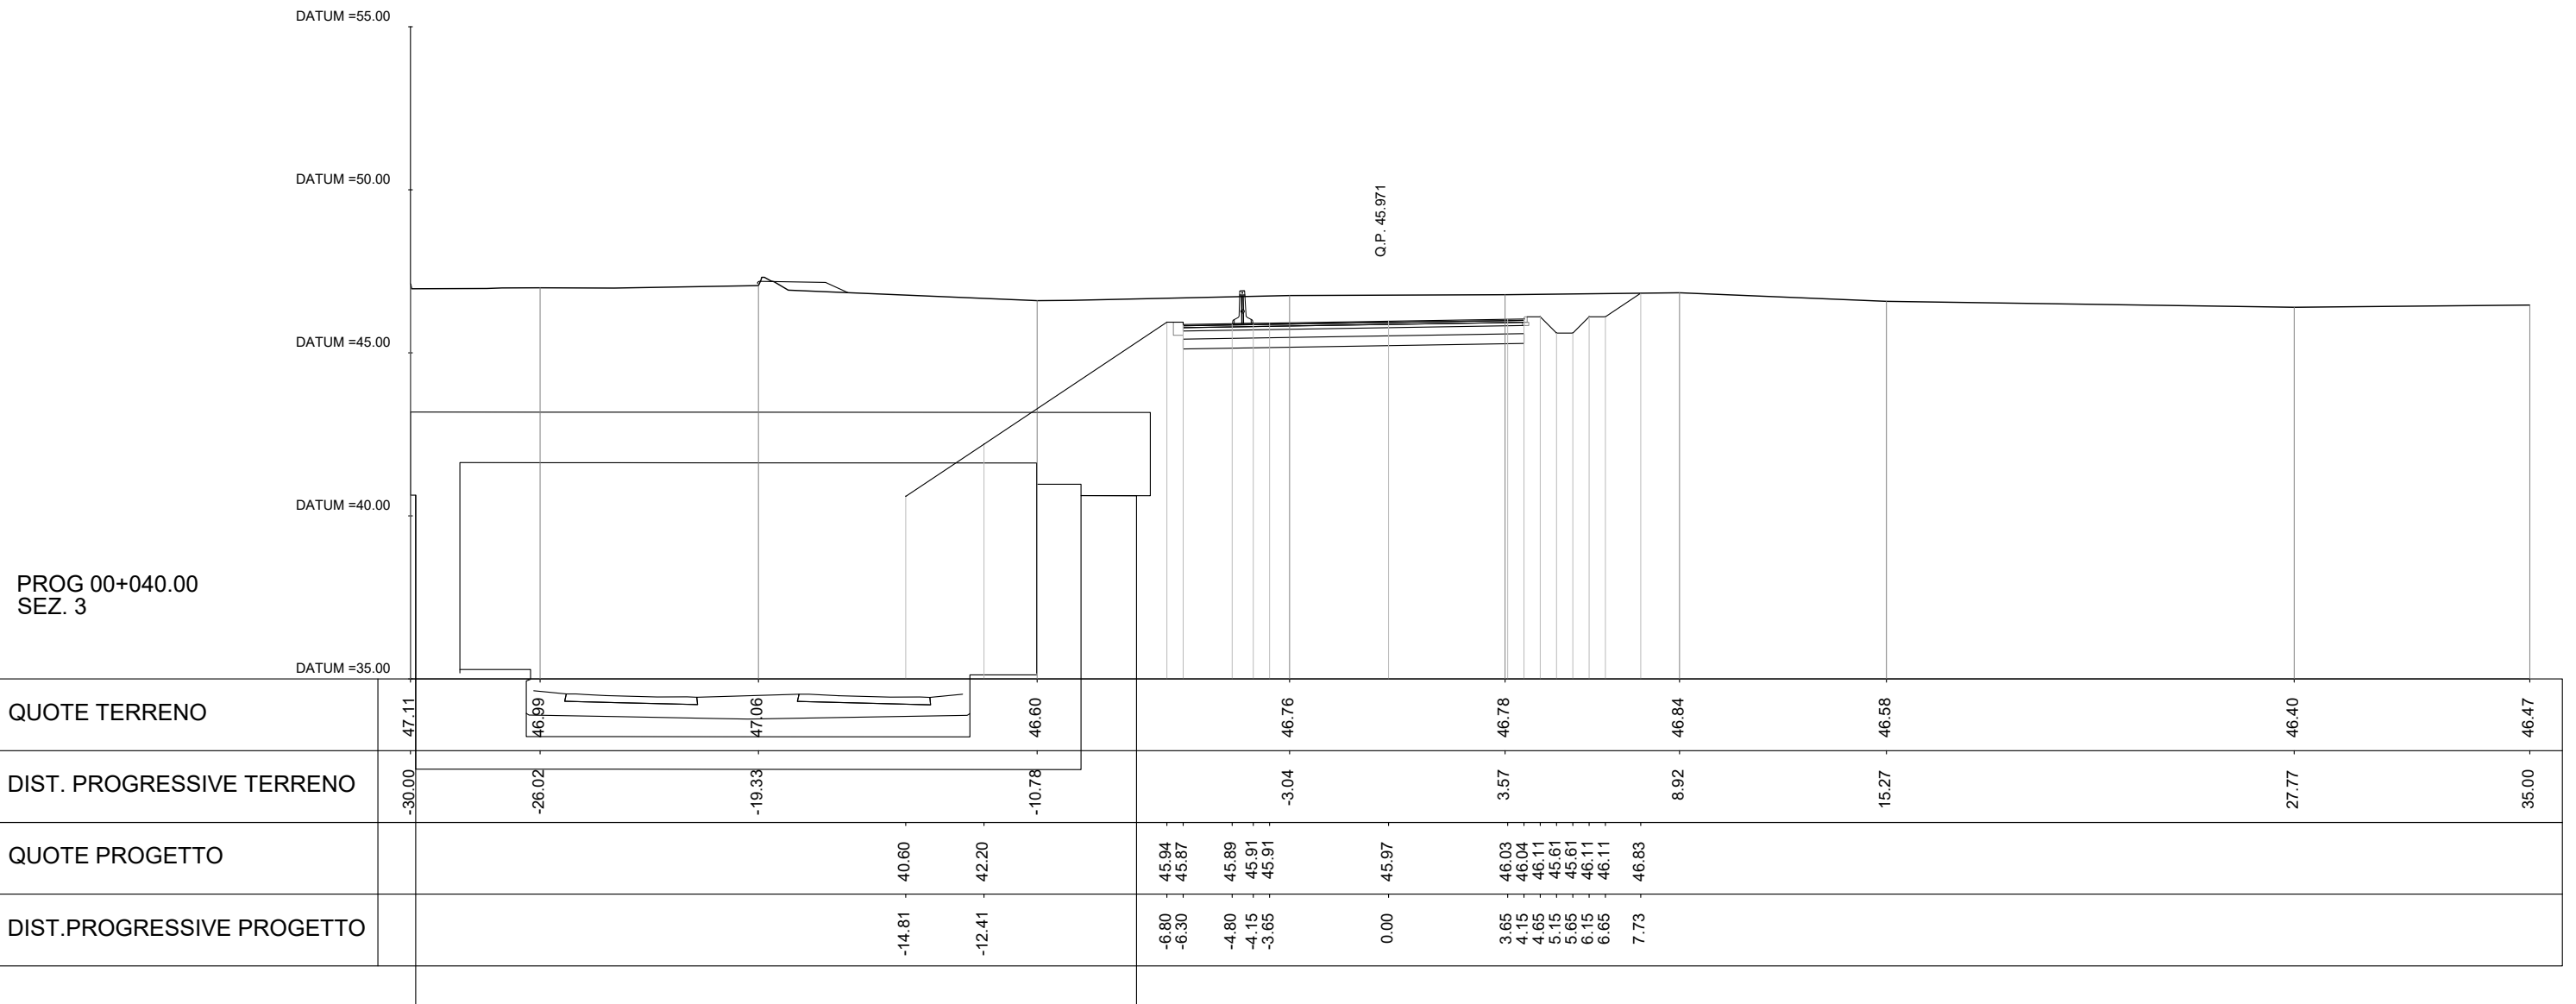 DATUM =55.00
DATUM =50.00
Q.P. 45.971
DATUM =45.00
DATUM =40.00
PROG 00+040.00
SEZ. 3
DATUM =35.00
QUOTE TERRENO 47.11 46.99 47.06 46.60 46.76 46.78 46.84 46.58 46.40 46.47
DIST. PROGRESSIVE TERRENO -30.00 -26.02 -19.33 -10.78 -3.04 3.57 8.92 15.27 27.77 35.00
QUOTE PROGETTO 40.60 42.20 45.94 45.87 45.89 45.91 45.91 45.97 46.03 46.04 46.11 45.61 45.61 46.11 46.11 46.83
DIST.PROGRESSIVE PROGETTO -14.81 -12.41 -6.80 -6.30 -4.80 -4.15 -3.65 0.00 3.65 4.15 4.65 5.15 5.65 6.15 6.65 7.73